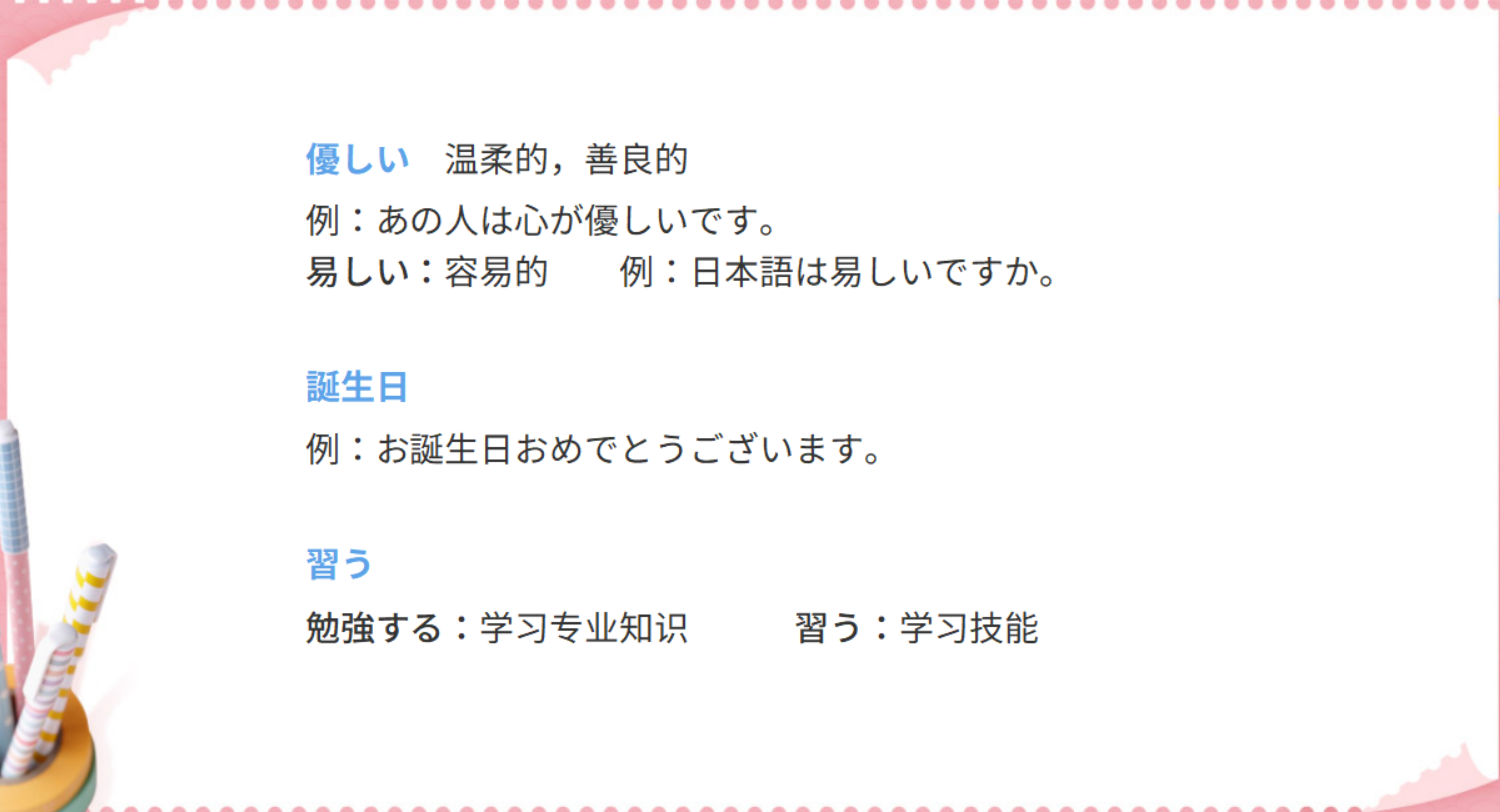 優しい　温柔的，善良的
例：あの人は心が優しいです。
易しい：容易的　　例：日本語は易しいですか。
誕生日
例：お誕生日おめでとうございます。
習う
勉強する：学习专业知识　　　習う：学习技能